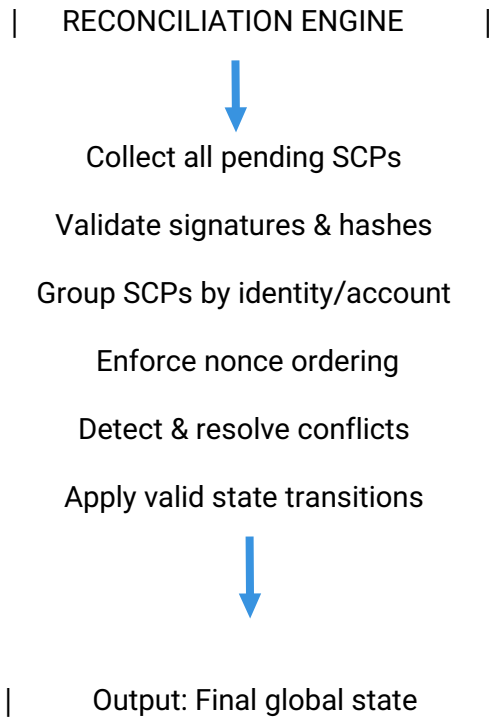 | RECONCILIATION ENGINE |
Collect all pending SCPs
Validate signatures & hashes
Group SCPs by identity/account
Enforce nonce ordering
Detect & resolve conflicts
Apply valid state transitions
| Output: Final global state